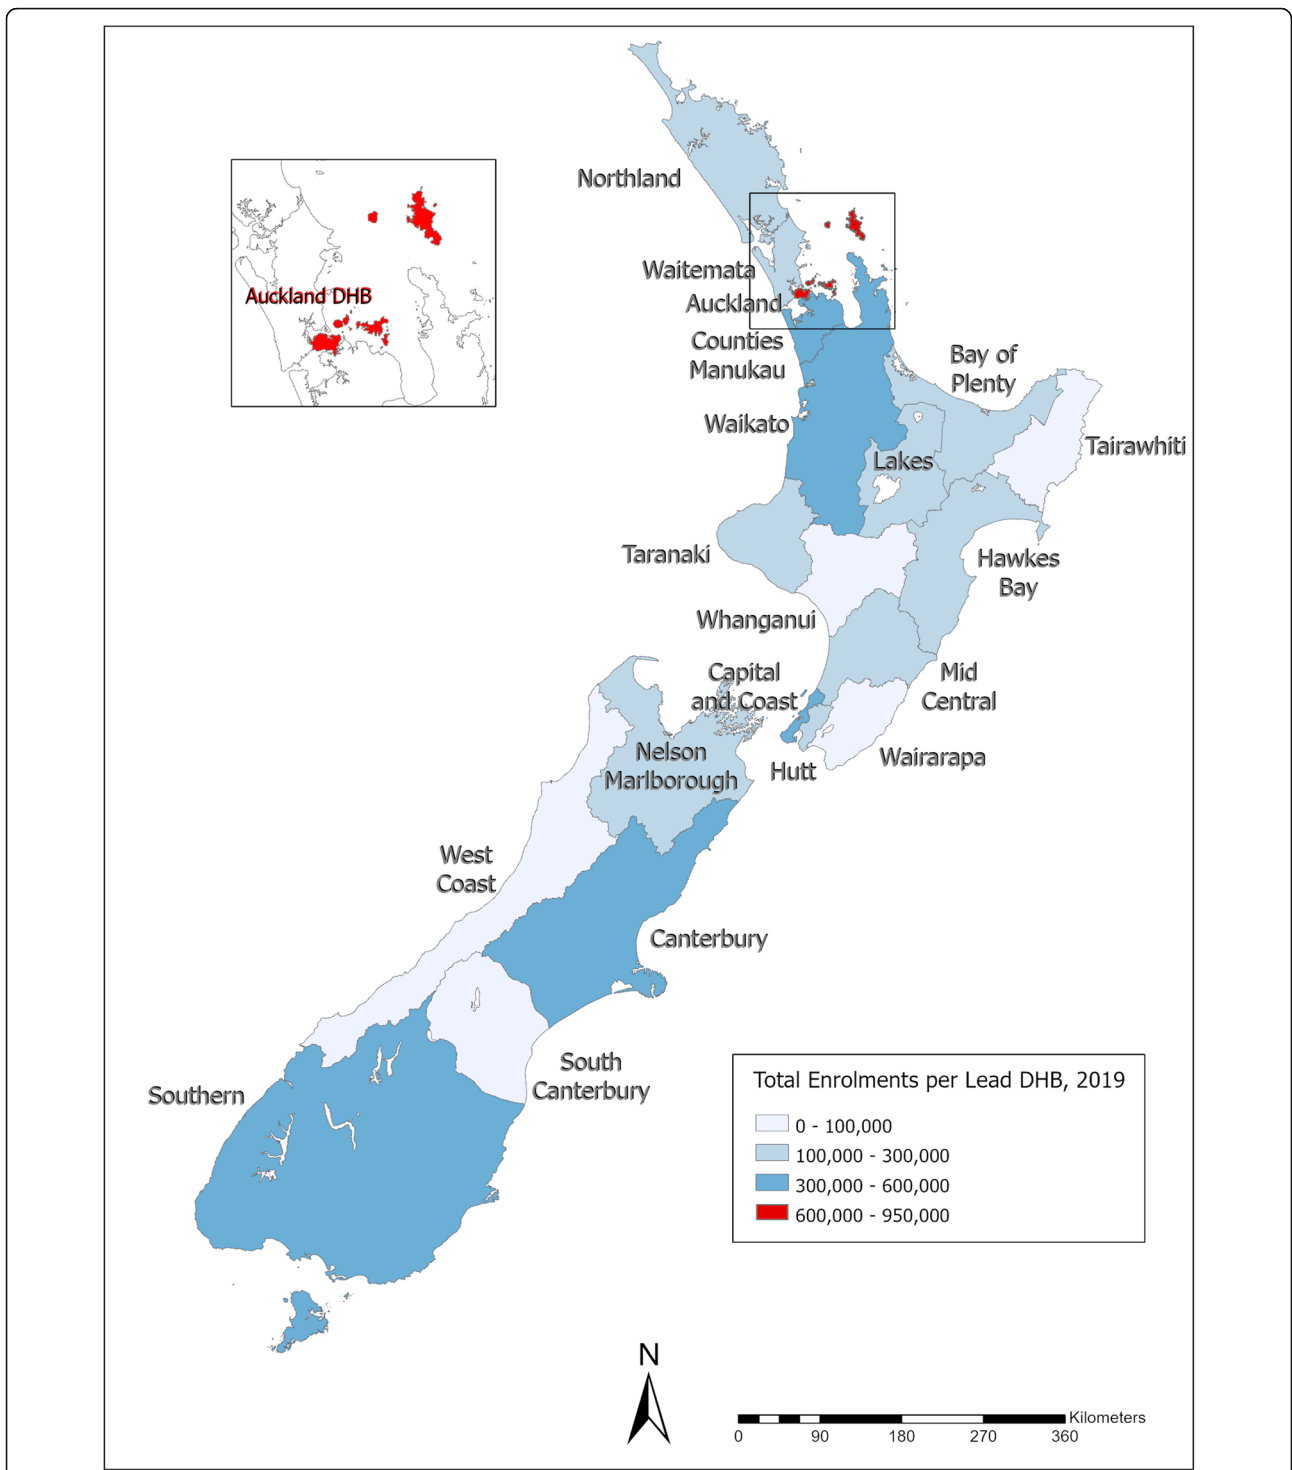 Northland
Auckland DHB
Waitemata
Auckland
Counties
Manukau
Bay of
Plenty
Waikato
Tairawhiti
Lakes
Taranaki
Hawkes
Bay
Whanganui
Capital
and Coast
Mid
Central
Nelson
Marlborough
Hutt
Wairarapa
West
Coast
Canterbury
South
Canterbury
Southern
Total Enrolments per Lead DHB, 2019
0 - 100,000
100,000 - 300,000
300,000 - 600,000
600,000 - 950,000
N
Kilometers
0 90 180 270 360